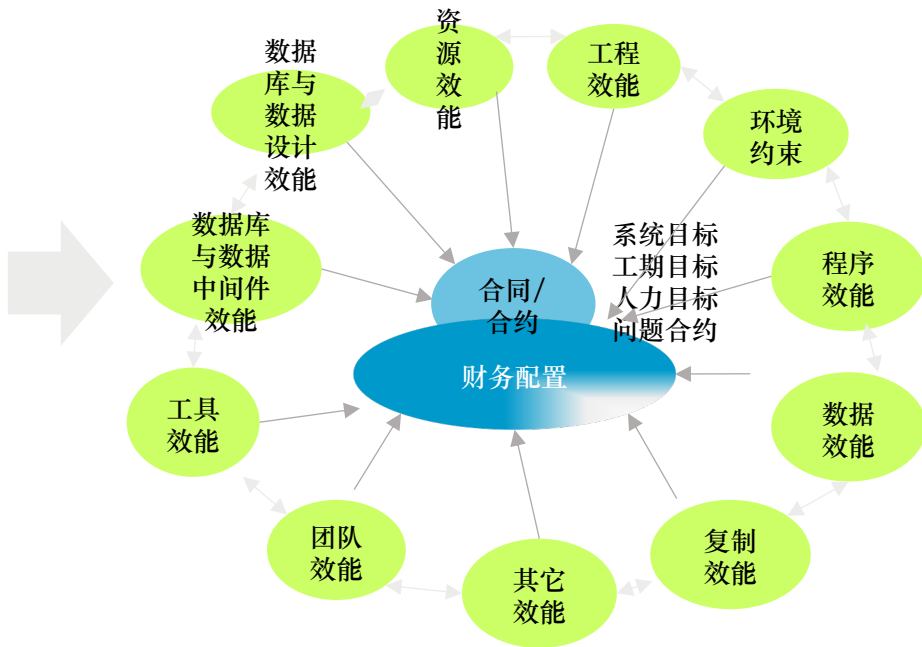 资
源
效
能
工程
效能
数据
库与
数据
设计
效能
环境
约束
数据库
与数据
中间件
效能
系统目标
工期目标
人力目标
问题合约
程序
效能
合同/
合约
财务配置
工具
效能
数据
效能
团队
效能
其它
效能
复制
效能